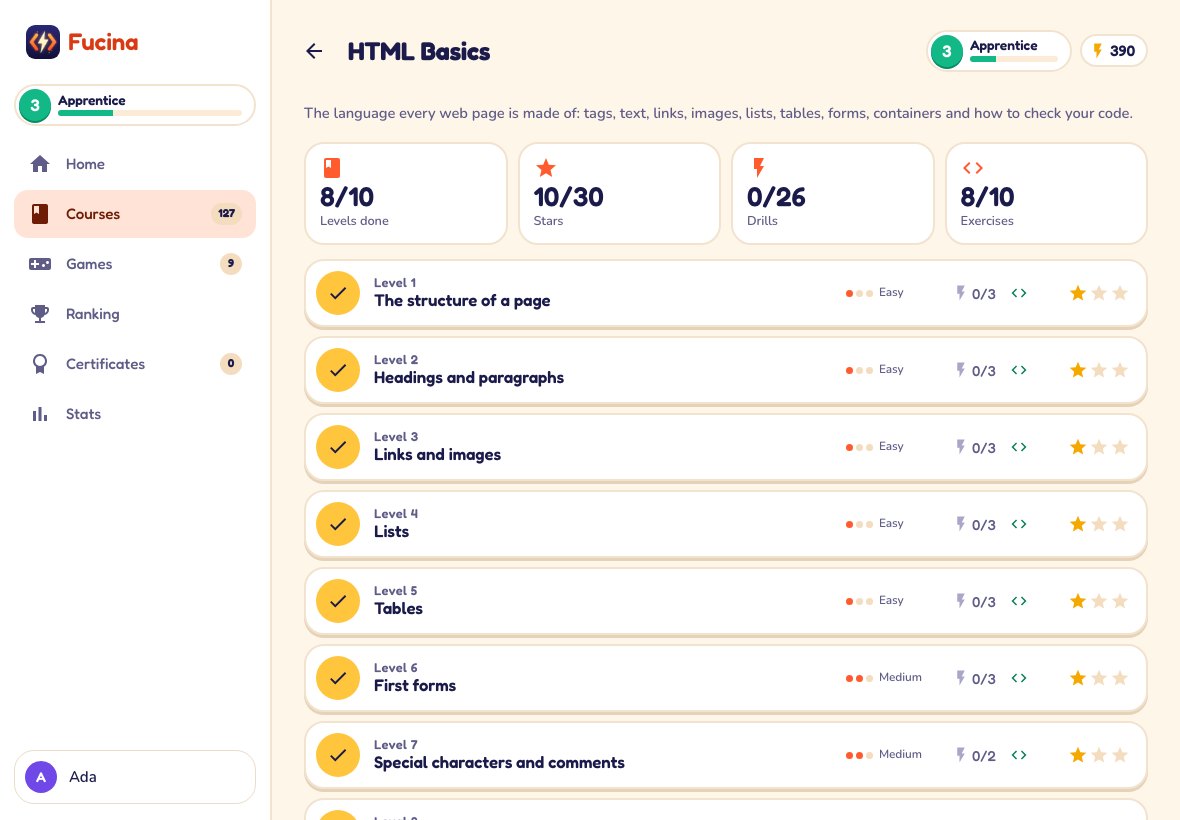 Fucina
3 Apprentice
Home
Courses 127
Games 9
Ranking
Certificates 0
Stats
A Ada
HTML Basics
3 Apprentice
390
The language every web page is made of: tags, text, links, images, lists, tables, forms, containers and how to check your code.
8/10
Levels done
10/30
Stars
0/26
Drills
8/10
Exercises
Level 1
The structure of a page
Easy 0/3
Level 2
Headings and paragraphs
Easy 0/3
Level 3
Links and images
Easy 0/3
Level 4
Lists
Easy 0/3
Level 5
Tables
Easy 0/3
Level 6
First forms
Medium 0/3
Level 7
Special characters and comments
Medium 0/2